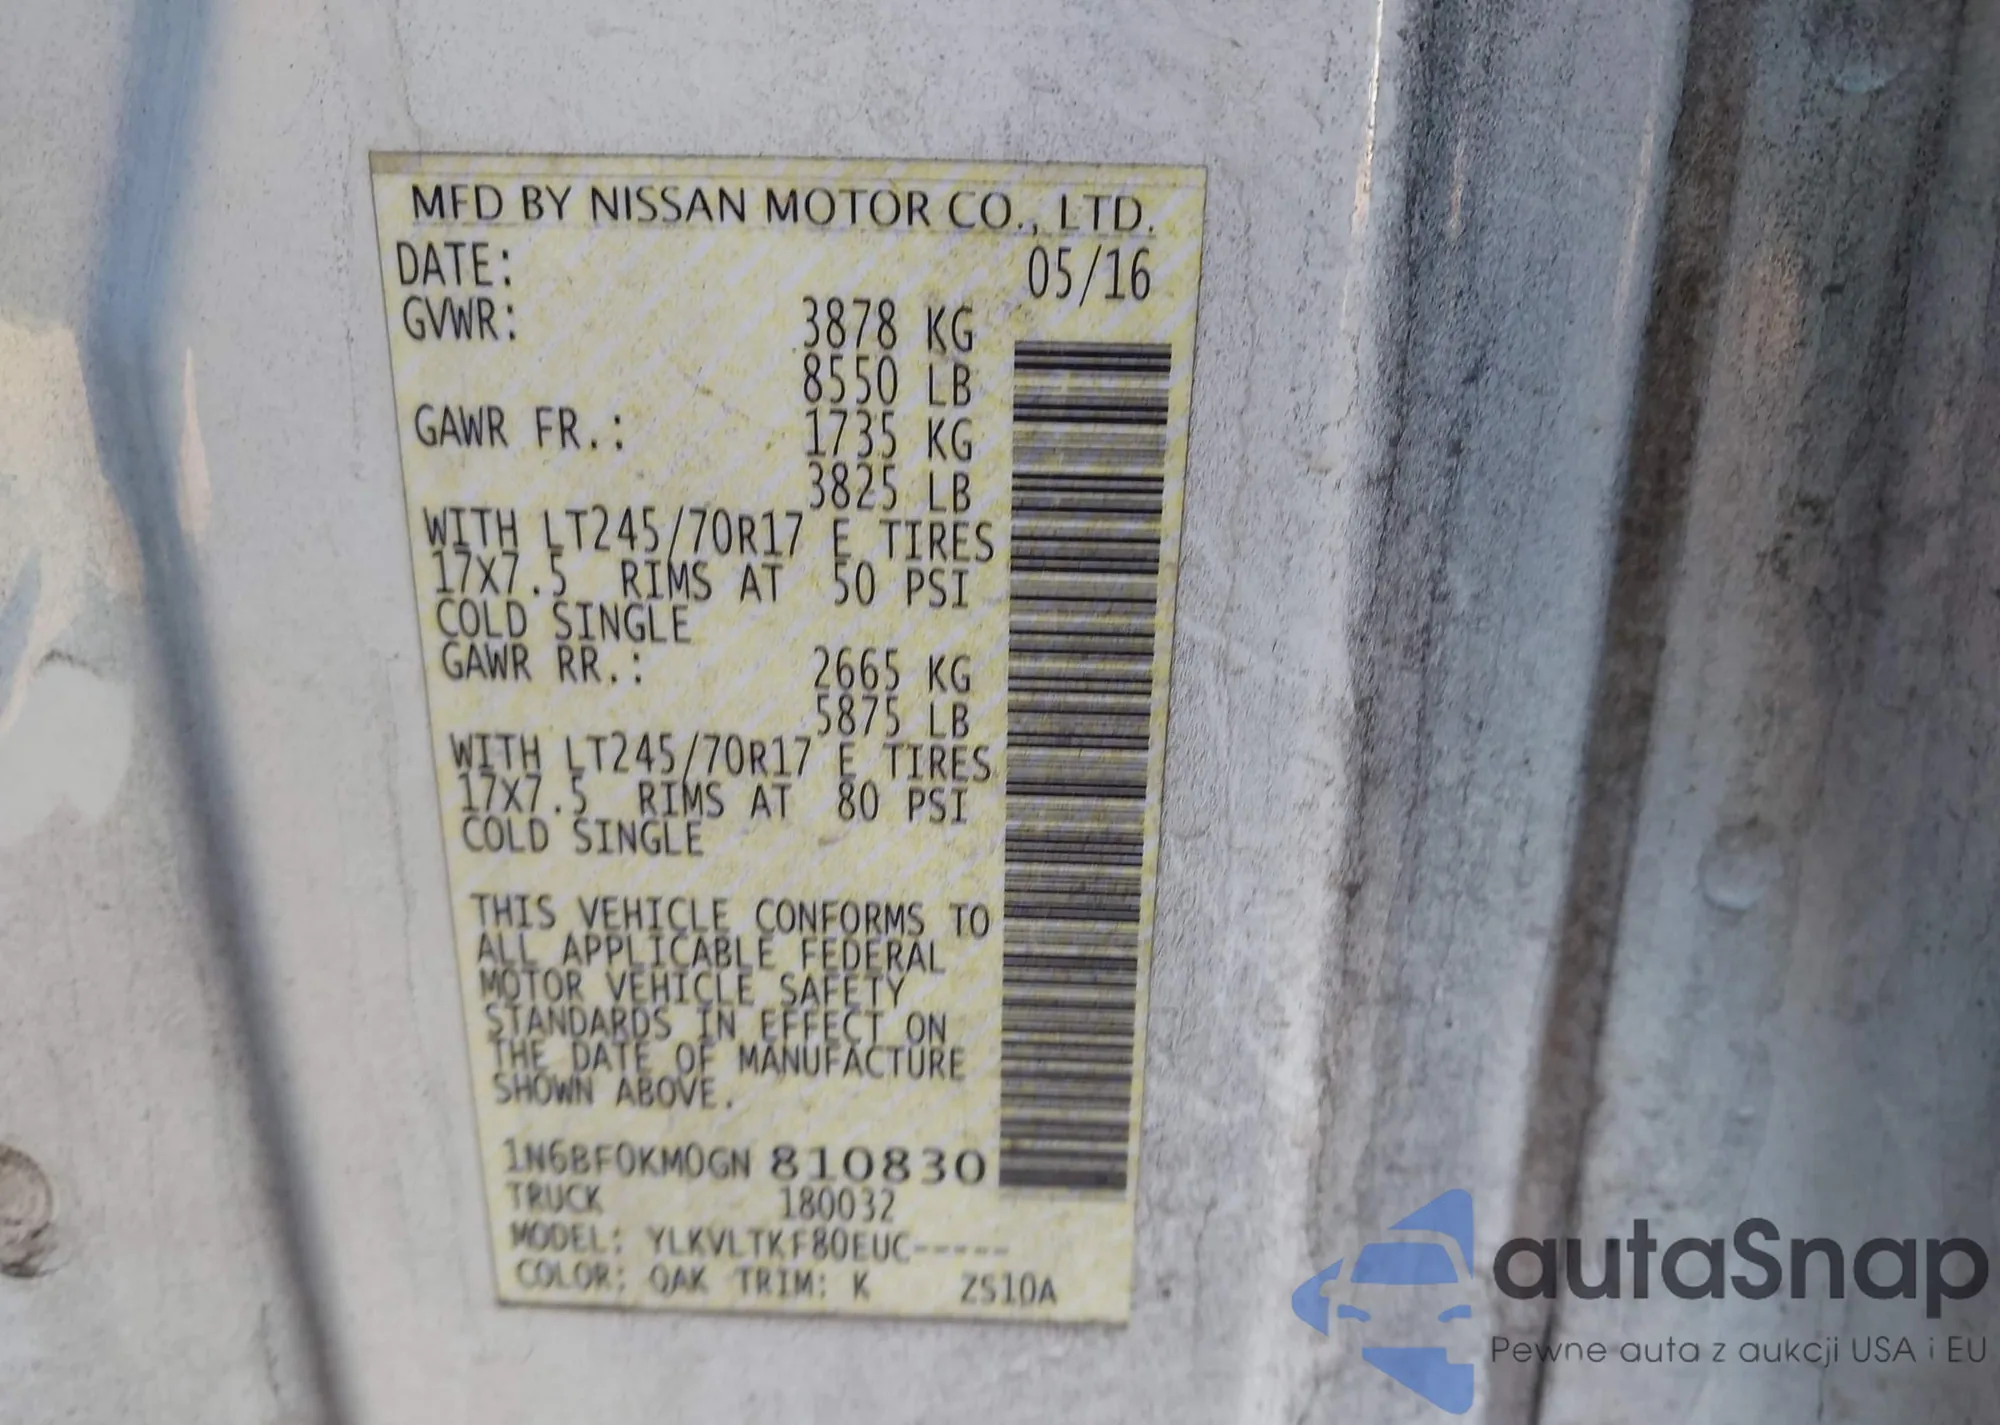 MFD BY NISSAN MOTOR CO., LTD.
DATE: 05/16
GVWR: 3878 KG
8550 LB
GAWR FR.: 1735 KG
3825 LB
WITH LT245/70R17 E TIRES
17X7.5 RIMS AT 50 PSI
COLD SINGLE
GAWR RR.: 2665 KG
5875 LB
WITH LT245/70R17 E TIRES
17X7.5 RIMS AT 80 PSI
COLD SINGLE
THIS VEHICLE CONFORMS TO
ALL APPLICABLE FEDERAL
MOTOR VEHICLE SAFETY
STANDARDS IN EFFECT ON
THE DATE OF MANUFACTURE
SHOWN ABOVE.
1N6BF0KM0GN 810830
TRUCK 180032
MODEL: YLKVLTKF80EUC-----
COLOR: QAK TRIM: K ZS10A
autoSnap
Pewne auta z aukcji USA i EU